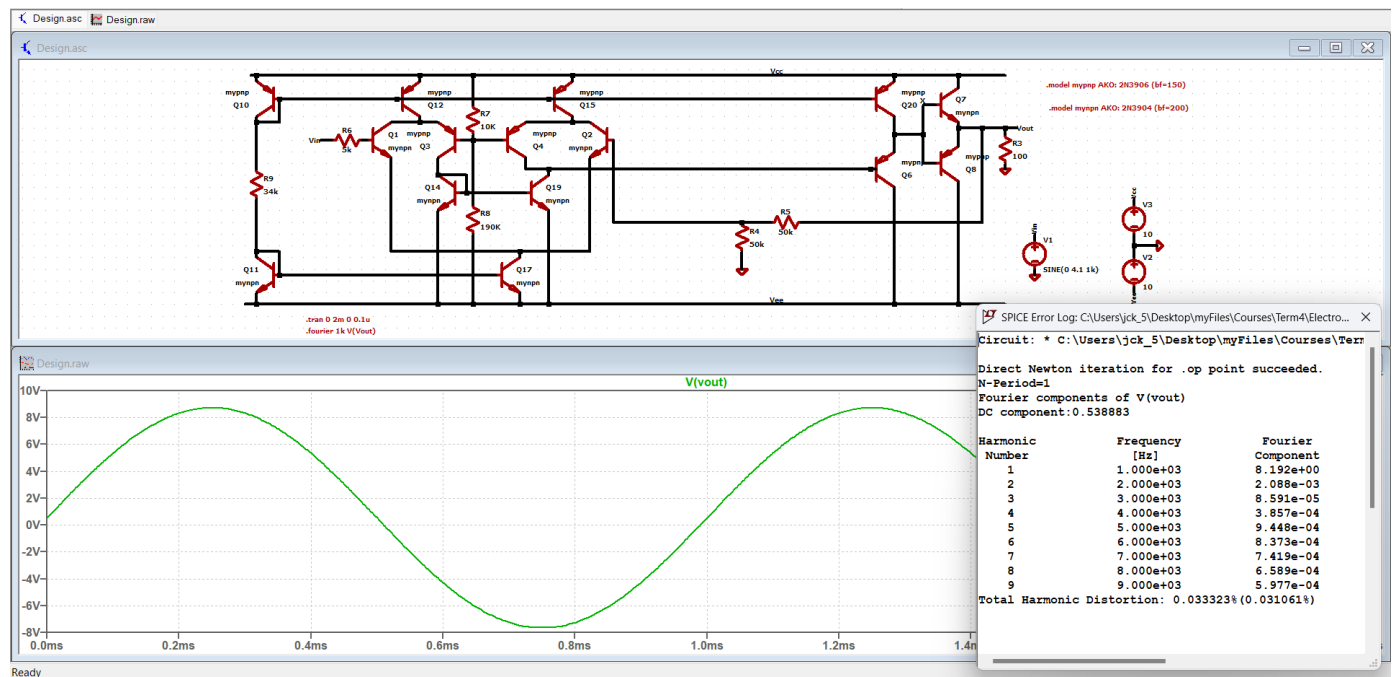 Design.asc Design.raw
Design.asc
Vcc
mypnp
Q10
mypnp
Q12
mypnp
Q15
mypnp
Q20
X
Q7
mynpn
.model mypnp AKO: 2N3906 (bf=150)
.model mynpn AKO: 2N3904 (bf=200)
R7
10K
Vin
R6
5k
Q1
mynpn
mypnp
Q3
mypnp
Q4
Q2
mynpn
Vout
R3
100
mypnp
Q6
mypnp
Q8
R9
34k
Q14
mynpn
Q19
mynpn
R8
190K
R5
50k
R4
50k
Q11
mynpn
Q17
mynpn
Vee
Vin
V1
SINE(0 4.1 1k)
Vcc
V3
10
V2
10
Vee
.tran 0 2m 0 0.1u
.fourier 1k V(Vout)
Design.raw
V(vout)
10V
8V
6V
4V
2V
0V
-2V
-4V
-6V
-8V
0.0ms 0.2ms 0.4ms 0.6ms 0.8ms 1.0ms 1.2ms 1.4m
SPICE Error Log: C:\Users\jck_5\Desktop\myFiles\Courses\Term4\Electro...
Circuit: * C:\Users\jck_5\Desktop\myFiles\Courses\Term
Direct Newton iteration for .op point succeeded.
N-Period=1
Fourier components of V(vout)
DC component:0.538883
Harmonic Frequency Fourier
Number [Hz] Component
1 1.000e+03 8.192e+00
2 2.000e+03 2.088e-03
3 3.000e+03 8.591e-05
4 4.000e+03 3.857e-04
5 5.000e+03 9.448e-04
6 6.000e+03 8.373e-04
7 7.000e+03 7.419e-04
8 8.000e+03 6.589e-04
9 9.000e+03 5.977e-04
Total Harmonic Distortion: 0.033323%(0.031061%)
Ready